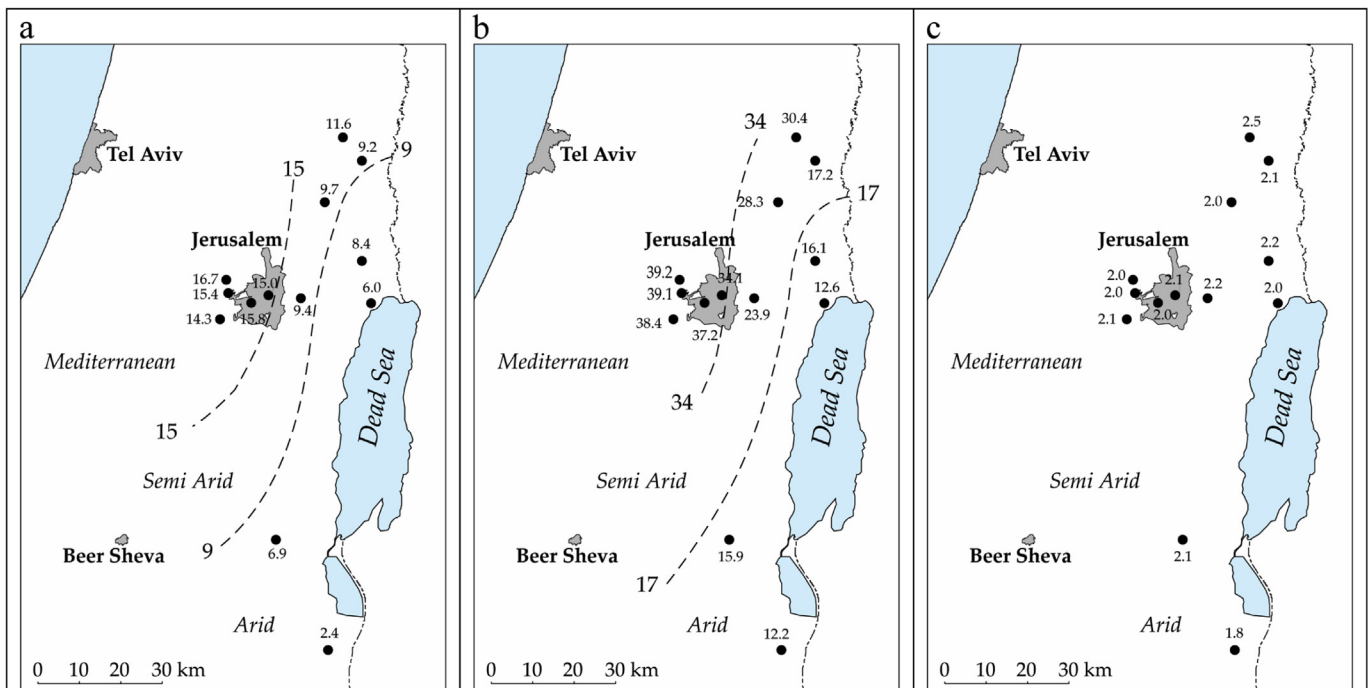 a
11.6
Tel Aviv
9.2
9
15
9.7
Jerusalem
8.4
16.7
15.0
15.4
6.0
9.4
14.3
15.8
Mediterranean
Dead Sea
15
Semi Arid
9
Beer Sheva
6.9
Arid
2.4
0 10 20 30 km
b
34
30.4
Tel Aviv
17.2
17
28.3
Jerusalem
16.1
39.2
34.1
39.1
12.6
23.9
38.4
37.2
Mediterranean
Dead Sea
34
Semi Arid
Beer Sheva
15.9
17
Arid
12.2
0 10 20 30 km
c
2.5
Tel Aviv
2.1
2.0
Jerusalem
2.2
2.0
2.1
2.2
2.0
2.0
2.1
2.0
Mediterranean
Dead Sea
Semi Arid
Beer Sheva
2.1
Arid
1.8
0 10 20 30 km